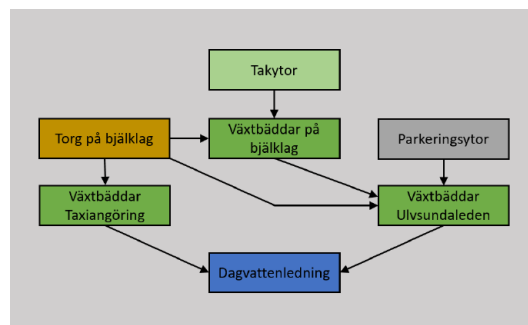 Takytor
Torg på bjälklag
Växtbäddar på
bjälklag
Parkeringsytor
Växtbäddar
Taxiangöring
Växtbäddar
Ulvsundaleden
Dagvattenledning